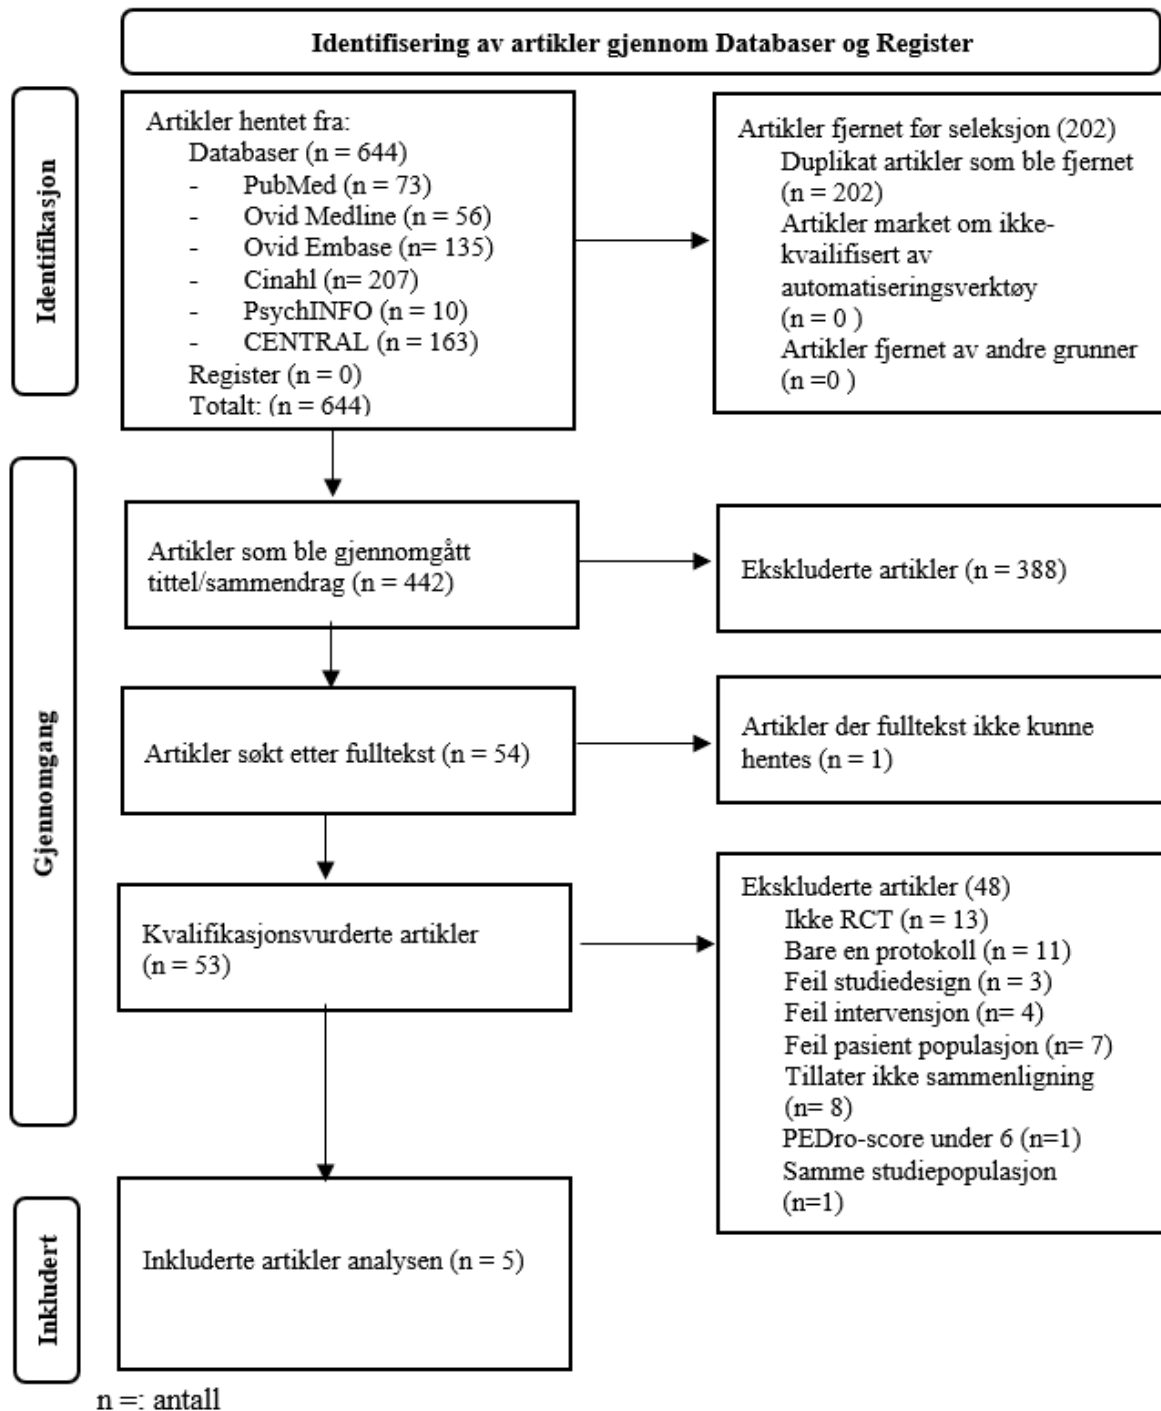 Identifisering av artikler gjennom Databaser og Register
Identifikasjon
Artikler hentet fra:
Databaser (n = 644)
- PubMed (n = 73)
- Ovid Medline (n = 56)
- Ovid Embase (n= 135)
- Cinahl (n= 207)
- PsychINFO (n = 10)
- CENTRAL (n = 163)
Register (n = 0)
Totalt: (n = 644)
Artikler fjernet før seleksjon (202)
Duplikat artikler som ble fjernet
(n = 202)
Artikler market om ikke-
kvailifisert av
automatiseringsverktøy
(n = 0 )
Artikler fjernet av andre grunner
(n =0 )
Gjennomgang
Artikler som ble gjennomgått
tittel/sammendrag (n = 442)
Ekskluderte artikler (n = 388)
Artikler søkt etter fulltekst (n = 54)
Artikler der fulltekst ikke kunne
hentes (n = 1)
Kvalifikasjonsvurderte artikler
(n = 53)
Ekskluderte artikler (48)
Ikke RCT (n = 13)
Bare en protokoll (n = 11)
Feil studiedesign (n = 3)
Feil intervensjon (n= 4)
Feil pasient populasjon (n= 7)
Tillater ikke sammenligning
(n= 8)
PEDro-score under 6 (n=1)
Samme studiepopulasjon
(n=1)
Inkludert
Inkluderte artikler analysen (n = 5)
n =: antall